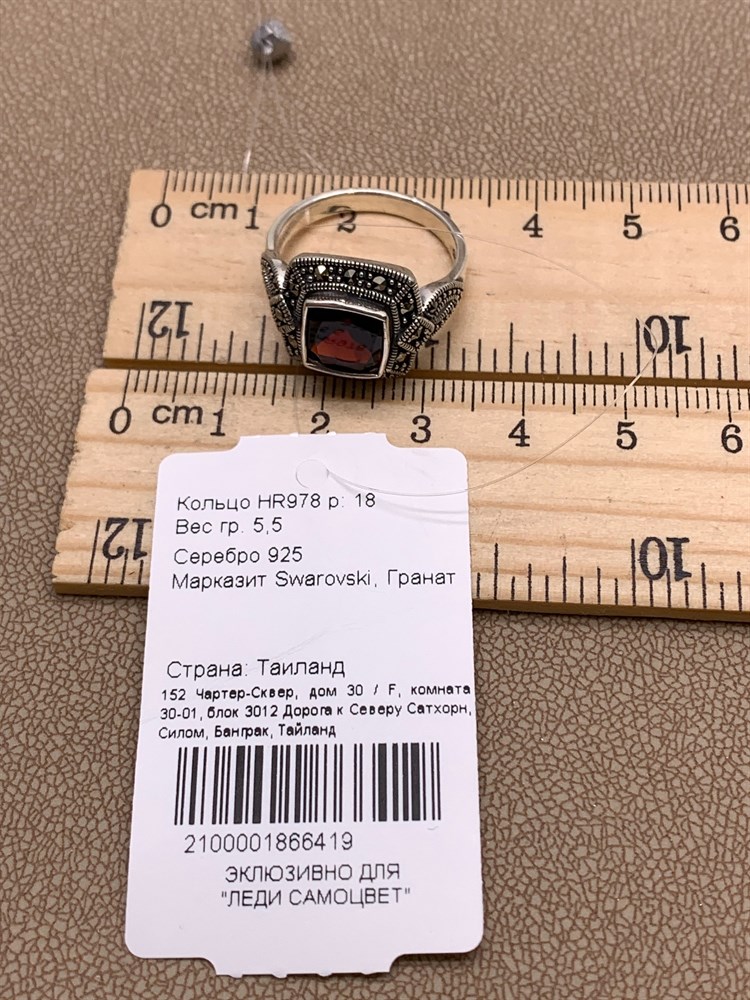 0 cm 1 2 4 5 6
12 10
0 cm 1 2 3 4 5 6
12 10
Кольцо HR978 р: 18
Вес гр. 5,5
Серебро 925
Марказит Swarovski, Гранат
Страна: Таиланд
152 Чартер-Сквер, дом 30 / F, комната
30-01, блок 3012 Дорога к Северу Сатхорн,
Силом, Банграк, Тайланд
2100001866419
ЭКЛЮЗИВНО ДЛЯ
"ЛЕДИ САМОЦВЕТ"